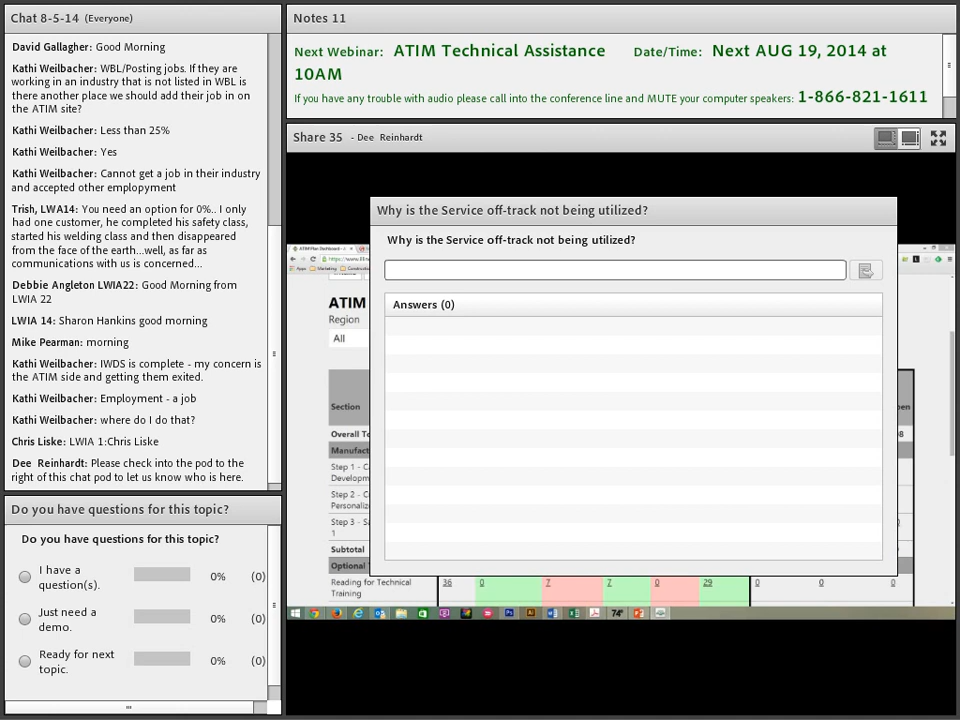 Chat 8-5-14 (Everyone)
David Gallagher: Good Morning
Kathi Weilbacher: WBL/Posting jobs. If they are
working in an industry that is not listed in WBL is
there another place we should add their job in on
the ATIM site?
Kathi Weilbacher: Less than 25%
Kathi Weilbacher: Yes
Kathi Weilbacher: Cannot get a job in their industry
and accepted other emplopyment
Trish, LWA14: You need an option for 0%.. I only
had one customer, he completed his safety class,
started his welding class and then disappeared
from the face of the earth...well, as far as
communications with us is concerned...
Debbie Angleton LWIA22: Good Morning from
LWIA 22
LWIA 14: Sharon Hankins good morning
Mike Pearman: morning
Kathi Weilbacher: IWDS is complete - my concern is
the ATIM side and getting them exited.
Kathi Weilbacher: Employment - a job
Kathi Weilbacher: where do I do that?
Chris Liske: LWIA 1:Chris Liske
Dee Reinhardt: Please check into the pod to the
right of this chat pod to let us know who is here.
Do you have questions for this topic?
Do you have questions for this topic?
I have a
question(s).
0% (0)
Just need a
demo.
0% (0)
Ready for next
topic.
0% (0)
Notes 11
Next Webinar: ATIM Technical Assistance Date/Time: Next AUG 19, 2014 at
10AM
If you have any trouble with audio please call into the conference line and MUTE your computer speakers: 1-866-821-1611
Share 35 - Dee Reinhardt
Why is the Service off-track not being utilized?
Why is the Service off-track not being utilized?
Answers (0)
Apps Marketing
ATIM
Region
All
Section
Overall To
Manufact
Step 1 - C
Developm
Step 2 - C
Personaliz
Step 3 - Sa
1
Subtotal
Optional T
Reading for Technical
Training
36 0 7 7 0 29 0 0 0
74°